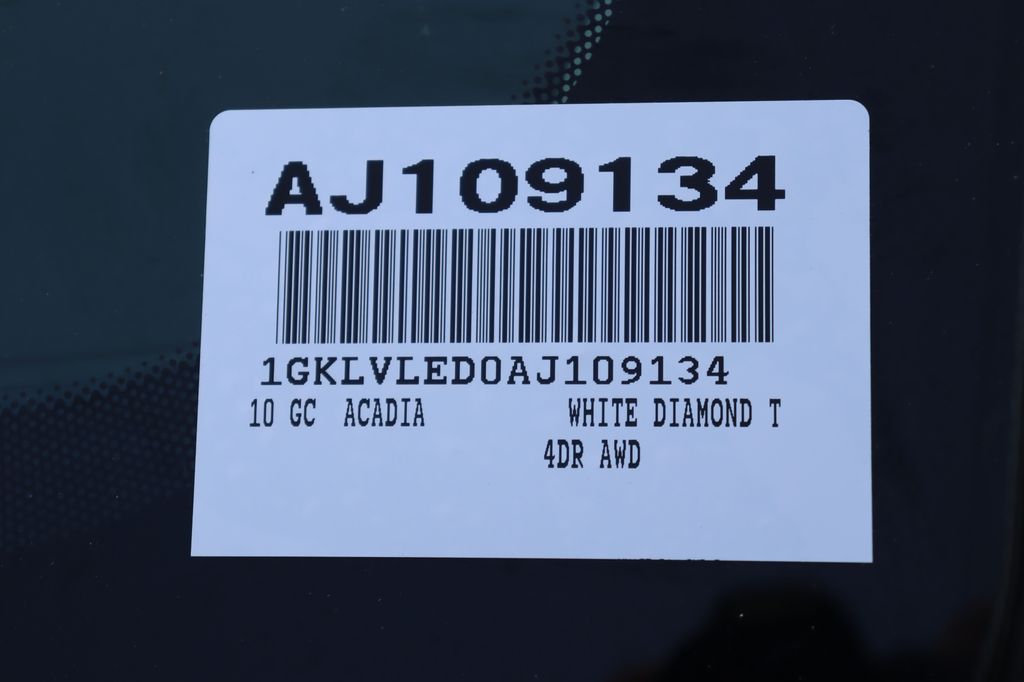 AJ109134
1GKLVLED0AJ109134
10 GC ACADIA WHITE DIAMOND T
4DR AWD